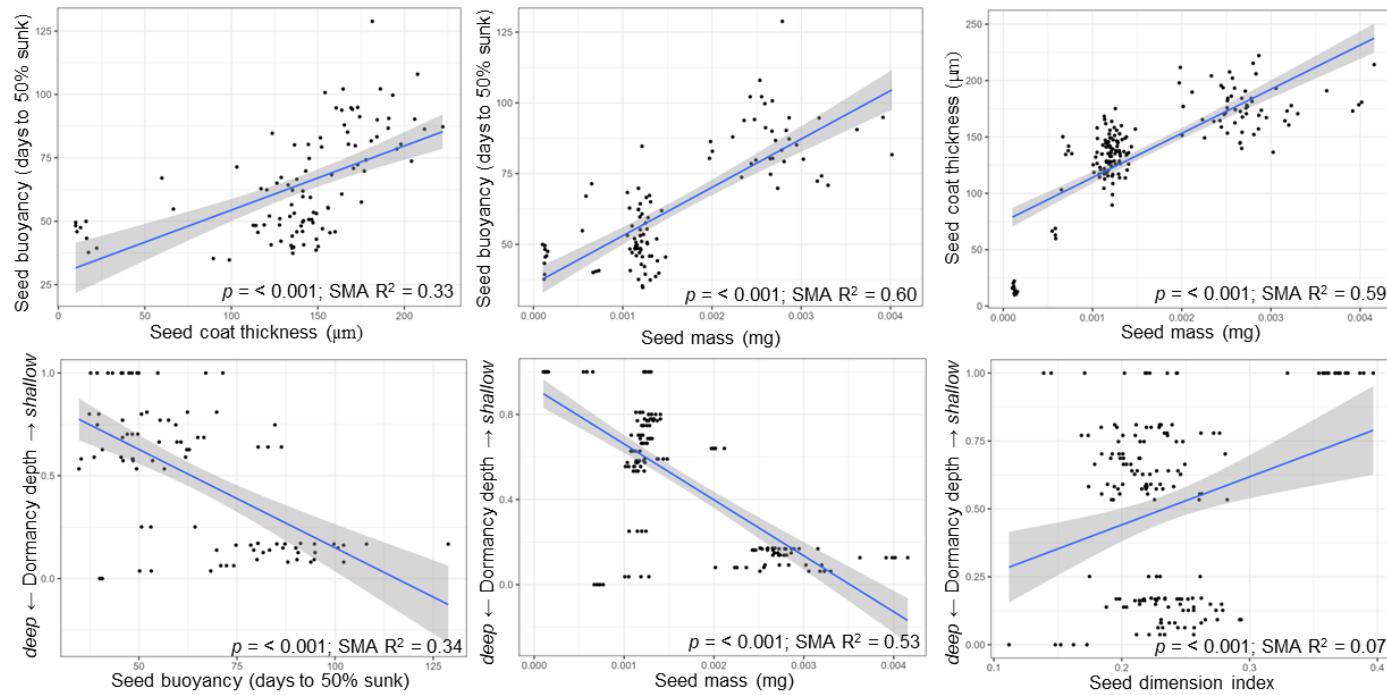 Seed buoyancy (days to 50% sunk)
125
100
75
50
25
p = < 0.001; SMA R² = 0.33
0 50 100 150 200
Seed coat thickness (µm)
Seed buoyancy (days to 50% sunk)
125
100
75
50
p = < 0.001; SMA R² = 0.60
0.000 0.001 0.002 0.003 0.004
Seed mass (mg)
Seed coat thickness (µm)
250
200
150
100
50
0
p = < 0.001; SMA R² = 0.59
0.000 0.001 0.002 0.003 0.004
Seed mass (mg)
deep ← Dormancy depth → shallow
1.0
0.5
0.0
p = < 0.001; SMA R² = 0.34
50 75 100 125
Seed buoyancy (days to 50% sunk)
deep ← Dormancy depth → shallow
0.8
0.4
0.0
p = < 0.001; SMA R² = 0.53
0.000 0.001 0.002 0.003 0.004
Seed mass (mg)
deep ← Dormancy depth → shallow
1.00
0.75
0.50
0.25
0.00
p = < 0.001; SMA R² = 0.07
0.1 0.2 0.3 0.4
Seed dimension index